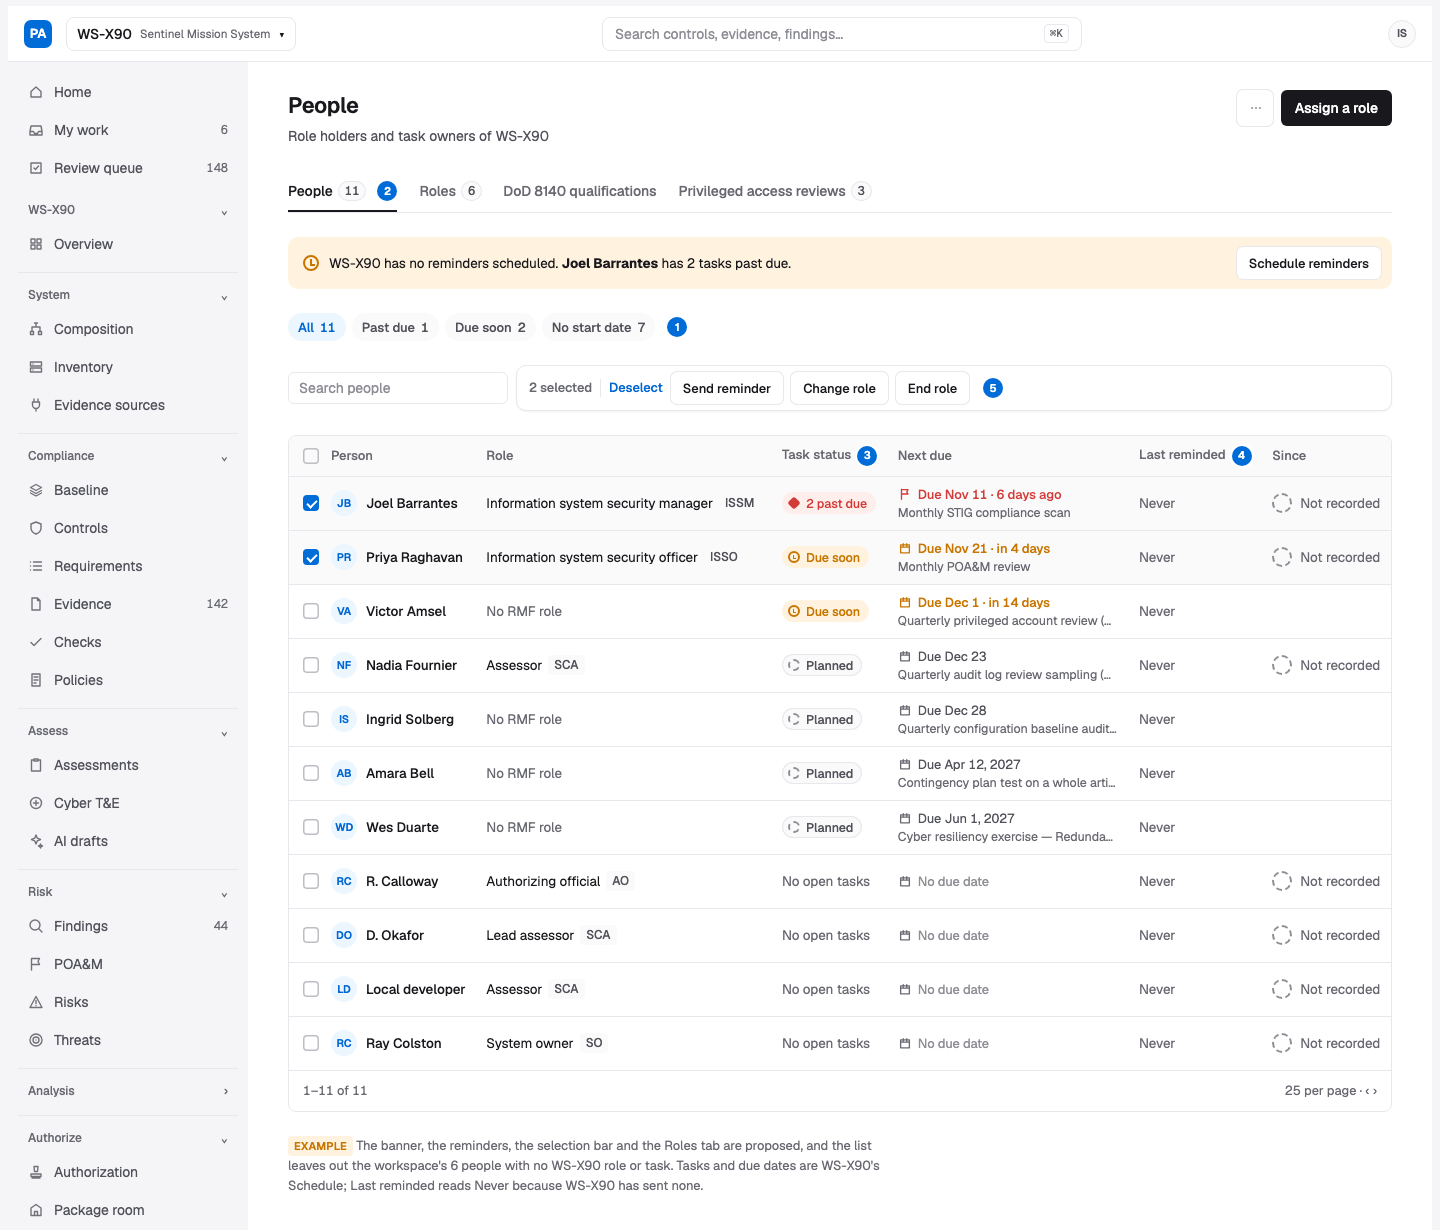 PA WS-X90 Sentinel Mission System ▾ Search controls, evidence, findings... ⌘K IS
Home
My work 6
Review queue 148
WS-X90
Overview
System
Composition
Inventory
Evidence sources
Compliance
Baseline
Controls
Requirements
Evidence 142
Checks
Policies
Assess
Assessments
Cyber T&E
AI drafts
Risk
Findings 44
POA&M
Risks
Threats
Analysis
Authorize
Authorization
Package room
People
Role holders and task owners of WS-X90
... Assign a role
People 11 2 Roles 6 DoD 8140 qualifications Privileged access reviews 3
WS-X90 has no reminders scheduled. Joel Barrantes has 2 tasks past due. Schedule reminders
All 11 Past due 1 Due soon 2 No start date 7 1
Search people 2 selected Deselect Send reminder Change role End role 5
Person Role Task status 3 Next due Last reminded 4 Since
JB Joel Barrantes Information system security manager ISSM 2 past due Due Nov 11 · 6 days ago Never Not recorded
Monthly STIG compliance scan
PR Priya Raghavan Information system security officer ISSO Due soon Due Nov 21 · in 4 days Never Not recorded
Monthly POA&M review
VA Victor Amsel No RMF role Due soon Due Dec 1 · in 14 days Never
Quarterly privileged account review (...
NF Nadia Fournier Assessor SCA Planned Due Dec 23 Never Not recorded
Quarterly audit log review sampling (...
IS Ingrid Solberg No RMF role Planned Due Dec 28 Never
Quarterly configuration baseline audit...
AB Amara Bell No RMF role Planned Due Apr 12, 2027 Never
Contingency plan test on a whole arti...
WD Wes Duarte No RMF role Planned Due Jun 1, 2027 Never
Cyber resiliency exercise — Redunda...
RC R. Calloway Authorizing official AO No open tasks No due date Never Not recorded
DO D. Okafor Lead assessor SCA No open tasks No due date Never Not recorded
LD Local developer Assessor SCA No open tasks No due date Never Not recorded
RC Ray Colston System owner SO No open tasks No due date Never Not recorded
1–11 of 11 25 per page · ‹ ›
EXAMPLE The banner, the reminders, the selection bar and the Roles tab are proposed, and the list
leaves out the workspace's 6 people with no WS-X90 role or task. Tasks and due dates are WS-X90's
Schedule; Last reminded reads Never because WS-X90 has sent none.